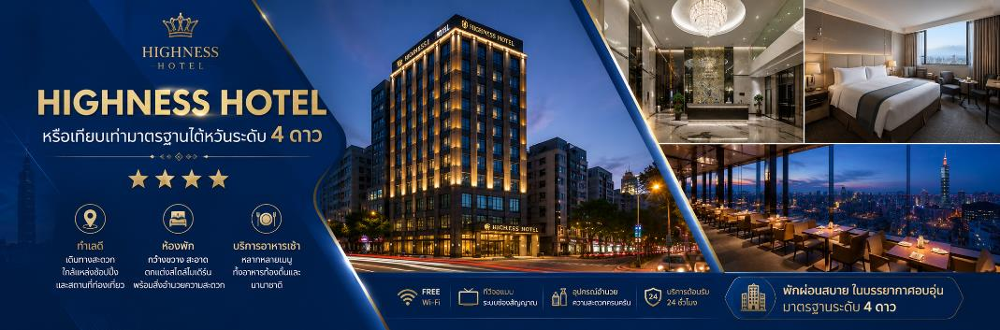 HIGHNESS
HOTEL
HIGHNESS HOTEL
หรือเทียบเท่ามาตรฐานไต้หวันระดับ 4 ดาว
ทำเลดี
เดินทางสะดวก
ใกล้แหล่งช้อปปิ้ง
และสถานที่ท่องเที่ยว
ห้องพัก
กว้างขวาง สะอาด
ตกแต่งสไตล์โมเดิร์น
พร้อมสิ่งอำนวยความสะดวก
บริการอาหารเช้า
หลากหลายเมนู
ทั้งอาหารท้องถิ่นและ
นานาชาติ
HIGHNESS HOTEL
HIGHNESS HOTEL
FREE
Wi-Fi
ทีวีจอแบน
ระบบช่องสัญญาณ
อุปกรณ์อำนวย
ความสะดวกครบครัน
24
บริการต้อนรับ
24 ชั่วโมง
พักผ่อนสบาย ในบรรยากาศอบอุ่น
มาตรฐานระดับ 4 ดาว